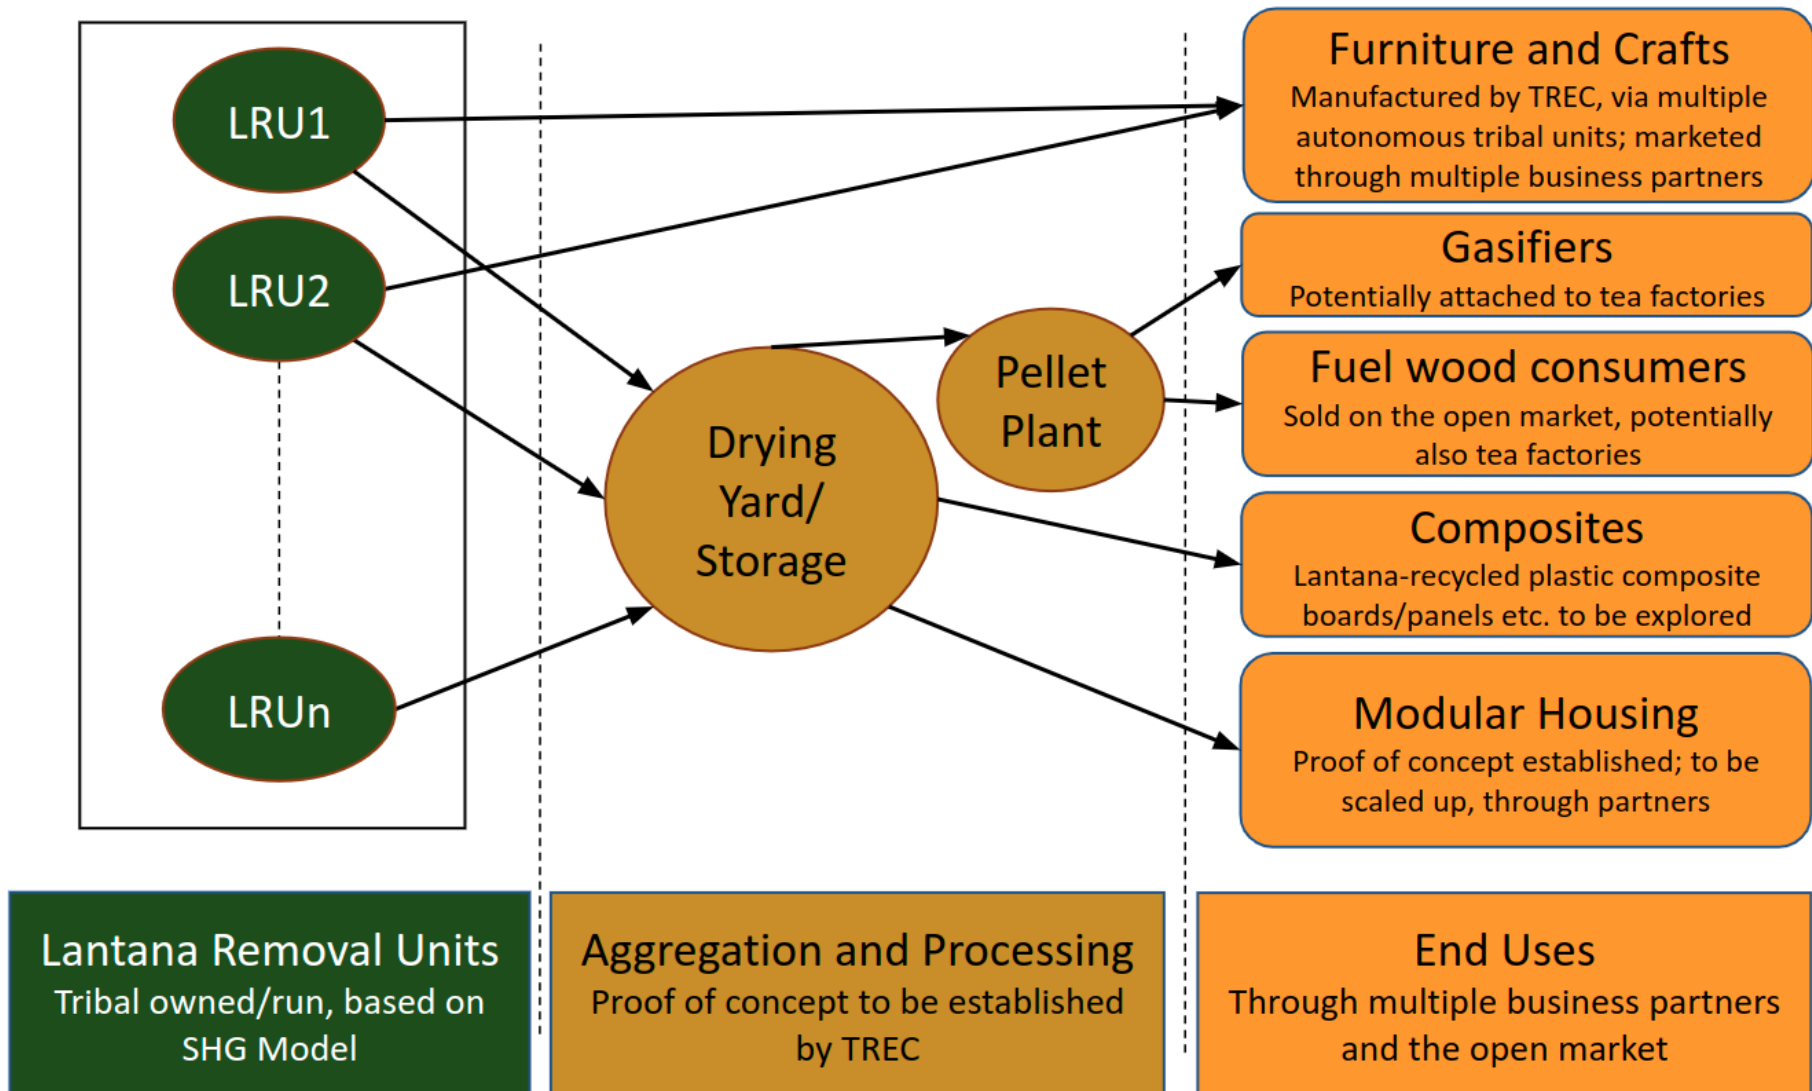 LRU1
LRU2
LRUn
Drying
Yard/
Storage
Pellet
Plant
Furniture and Crafts
Manufactured by TREC, via multiple
autonomous tribal units; marketed
through multiple business partners
Gasifiers
Potentially attached to tea factories
Fuel wood consumers
Sold on the open market, potentially
also tea factories
Composites
Lantana-recycled plastic composite
boards/panels etc. to be explored
Modular Housing
Proof of concept established; to be
scaled up, through partners
Lantana Removal Units
Tribal owned/run, based on
SHG Model
Aggregation and Processing
Proof of concept to be established
by TREC
End Uses
Through multiple business partners
and the open market